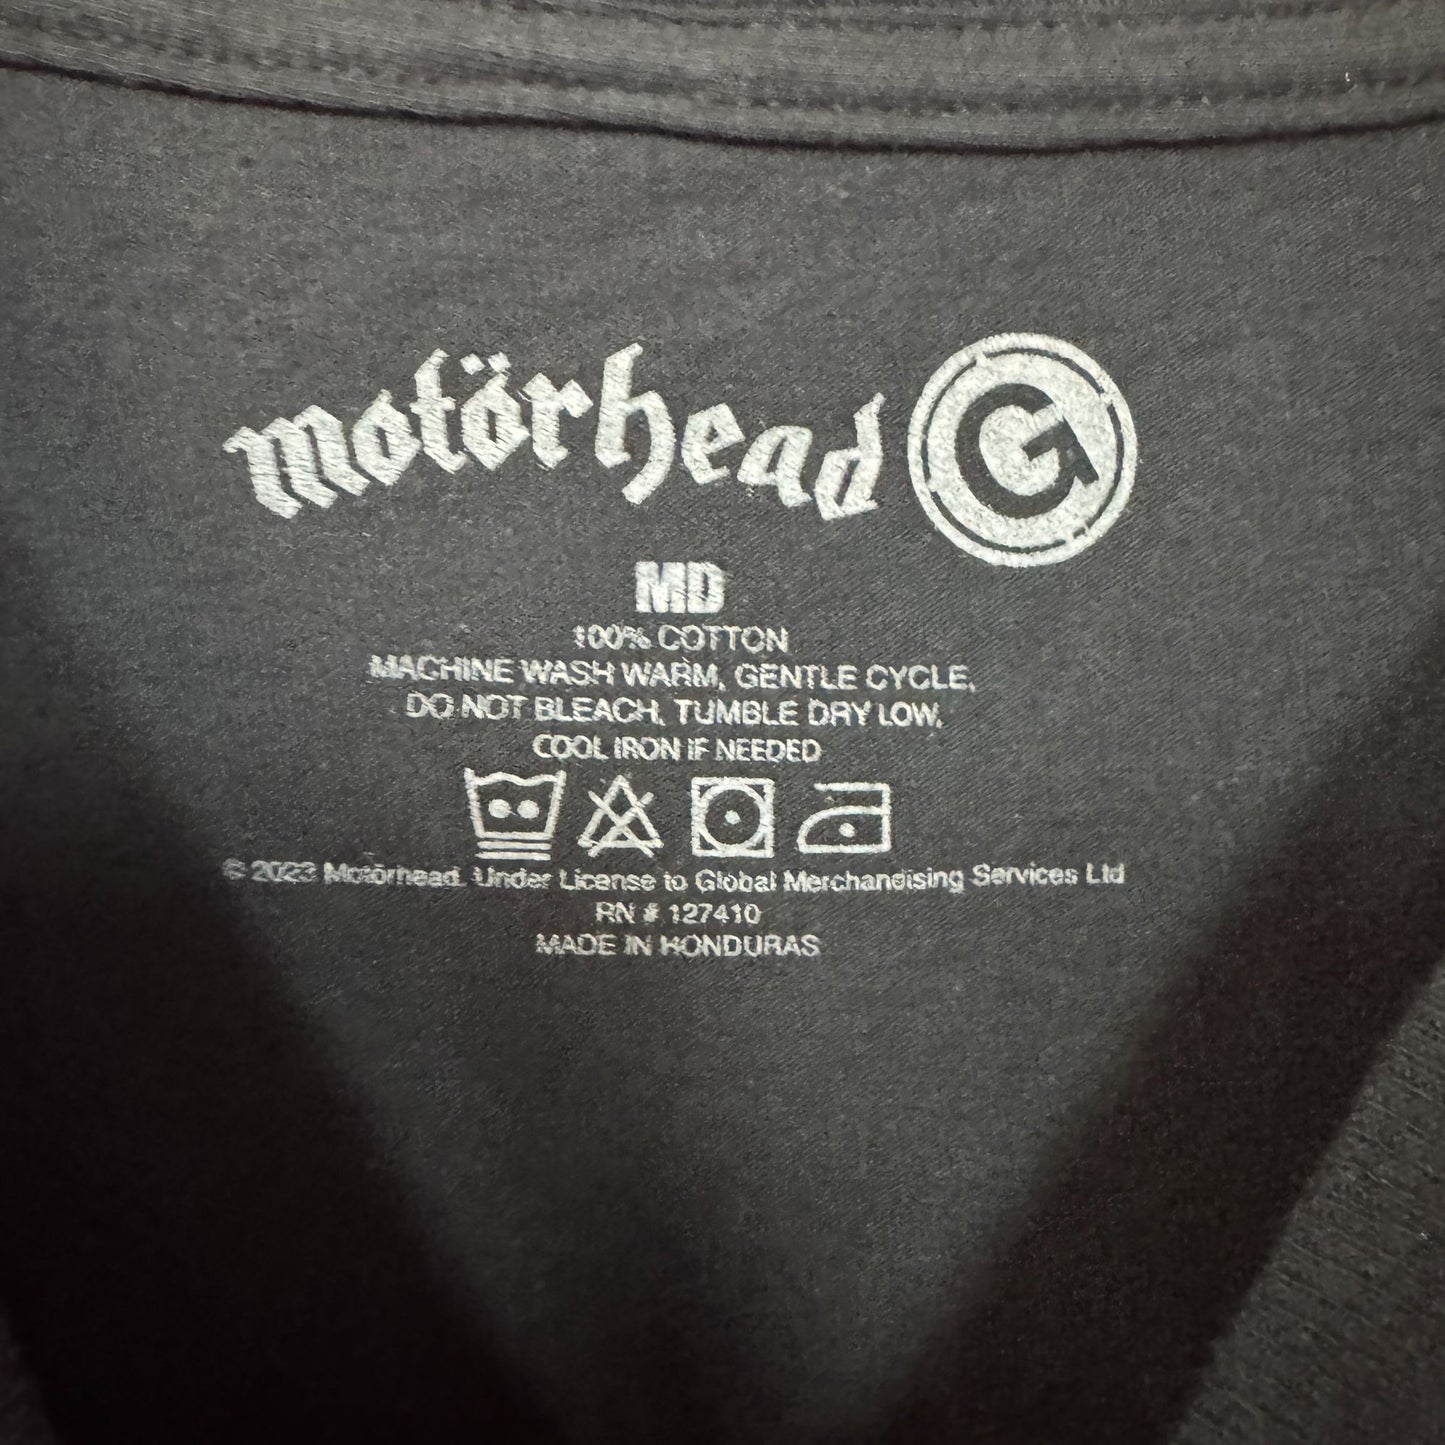 motörhead
G
MD
100% COTTON
MACHINE WASH WARM, GENTLE CYCLE,
DO NOT BLEACH, TUMBLE DRY LOW,
COOL IRON IF NEEDED
© 2023 Motörhead. Under License to Global Merchandising Services Ltd
RN # 127410
MADE IN HONDURAS